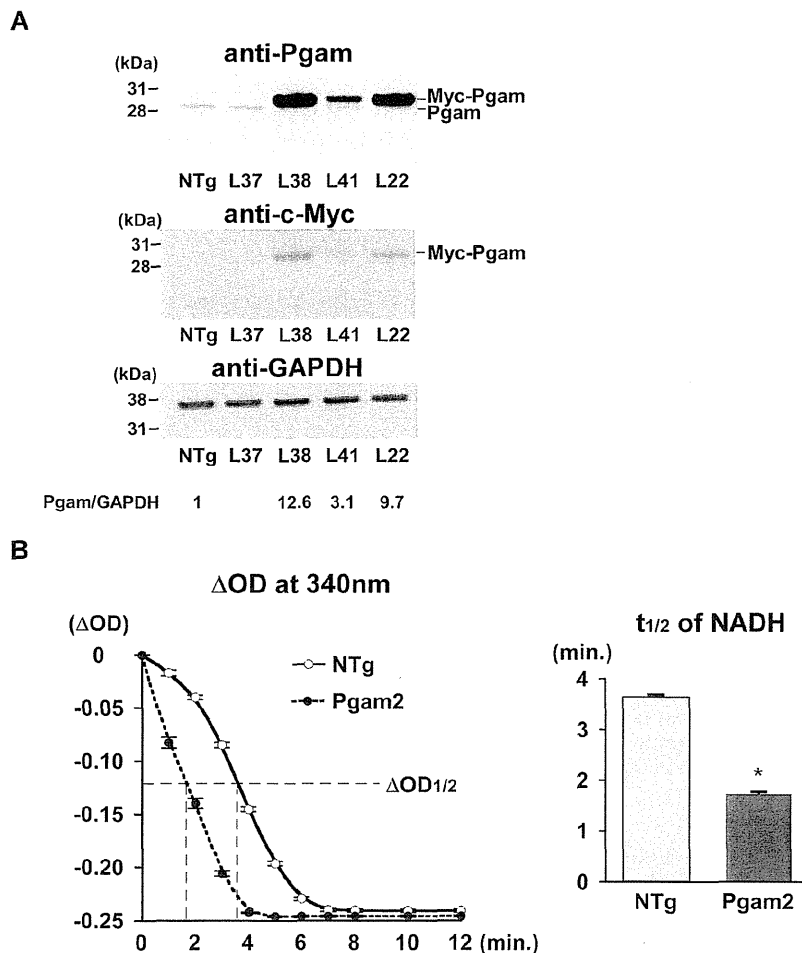 A
anti-Pgam
(kDa)
31
28
Myc-Pgam
Pgam
NTg L37 L38 L41 L22
anti-c-Myc
(kDa)
31
28
Myc-Pgam
NTg L37 L38 L41 L22
anti-GAPDH
(kDa)
38
31
NTg L37 L38 L41 L22
Pgam/GAPDH 1 12.6 3.1 9.7
B
ΔOD at 340nm
(ΔOD)
0
-0.05
-0.10
-0.15
-0.20
-0.25
NTg
Pgam2
ΔOD1/2
0 2 4 6 8 10 12 (min.)
t1/2 of NADH
(min.)
4
3
2
1
0
*
NTg Pgam2